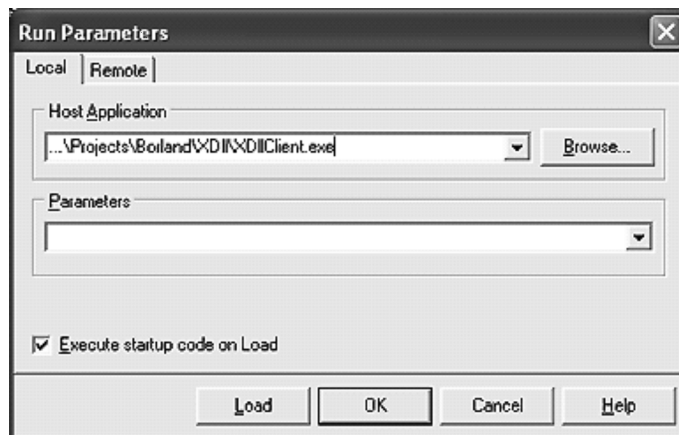 Run Parameters
Local Remote
Host Application
...\Projects\Borland\XDll\XDllClient.exe
Browse...
Parameters
Execute startup code on Load
Load OK Cancel Help